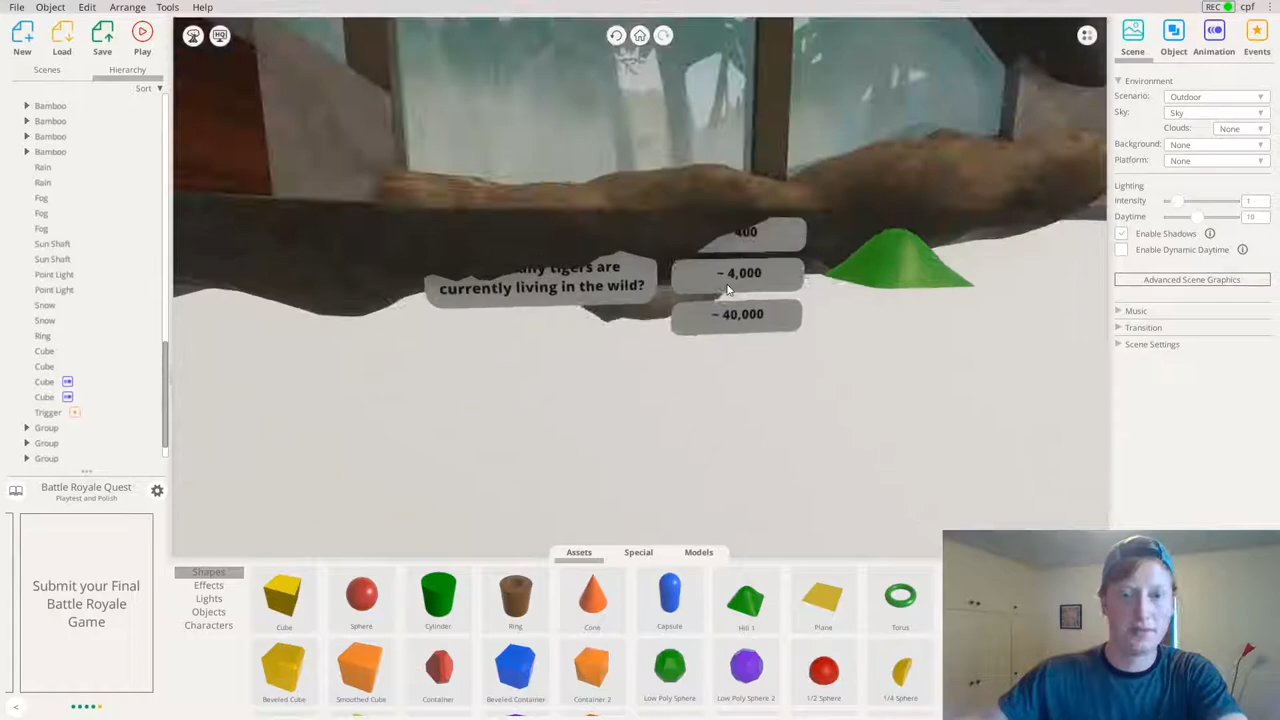 File Object Edit Arrange Tools Help
REC cpf
New Load Save Play
Scenes Hierarchy
Sort
Bamboo
Bamboo
Bamboo
Bamboo
Rain
Rain
Fog
Fog
Fog
Sun Shaft
Sun Shaft
Point Light
Point Light
Snow
Snow
Ring
Cube
Cube
Cube
Cube
Trigger
Group
Group
Group
Battle Royale Quest
Playtest and Polish
Submit your Final
Battle Royale
Game
HQ
tigers are
currently living in the wild?
400
~ 4,000
~ 40,000
Scene Object Animation Events
Environment
Scenario: Outdoor
Sky: Sky
Clouds: None
Background: None
Platform: None
Lighting
Intensity 1
Daytime 10
Enable Shadows
Enable Dynamic Daytime
Advanced Scene Graphics
Music
Transition
Scene Settings
Assets Special Models
Shapes
Effects
Lights
Objects
Characters
Cube Sphere Cylinder Ring Cone Capsule Hill 1 Plane Torus
Beveled Cube Smoothed Cube Container Beveled Container Container 2 Low Poly Sphere Low Poly Sphere 2 1/2 Sphere 1/4 Sphere